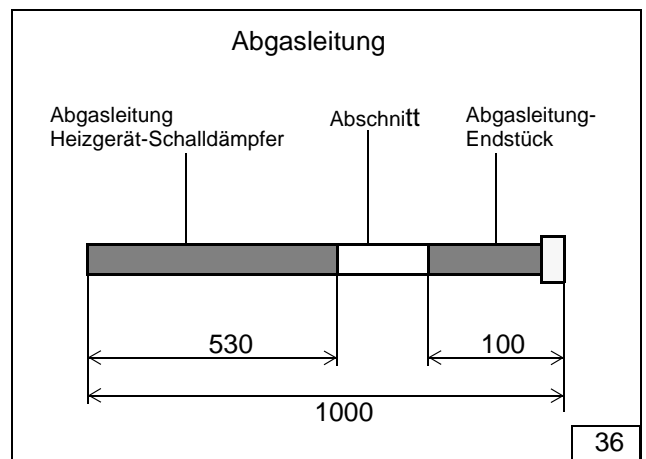 Abgasleitung
Abgasleitung
Heizgerät-Schalldämpfer
Abschnitt
Abgasleitung-
Endstück
530
100
1000
36